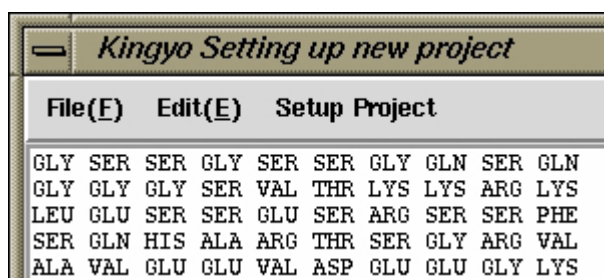 Kingyo Setting up new project
File(F) Edit(E) Setup Project
GLY SER SER GLY SER SER GLY GLN SER GLN
GLY GLY GLY SER VAL THR LYS LYS ARG LYS
LEU GLU SER SER GLU SER ARG SER SER PHE
SER GLN HIS ALA ARG THR SER GLY ARG VAL
ALA VAL GLU GLU VAL ASP GLU GLU GLY LYS